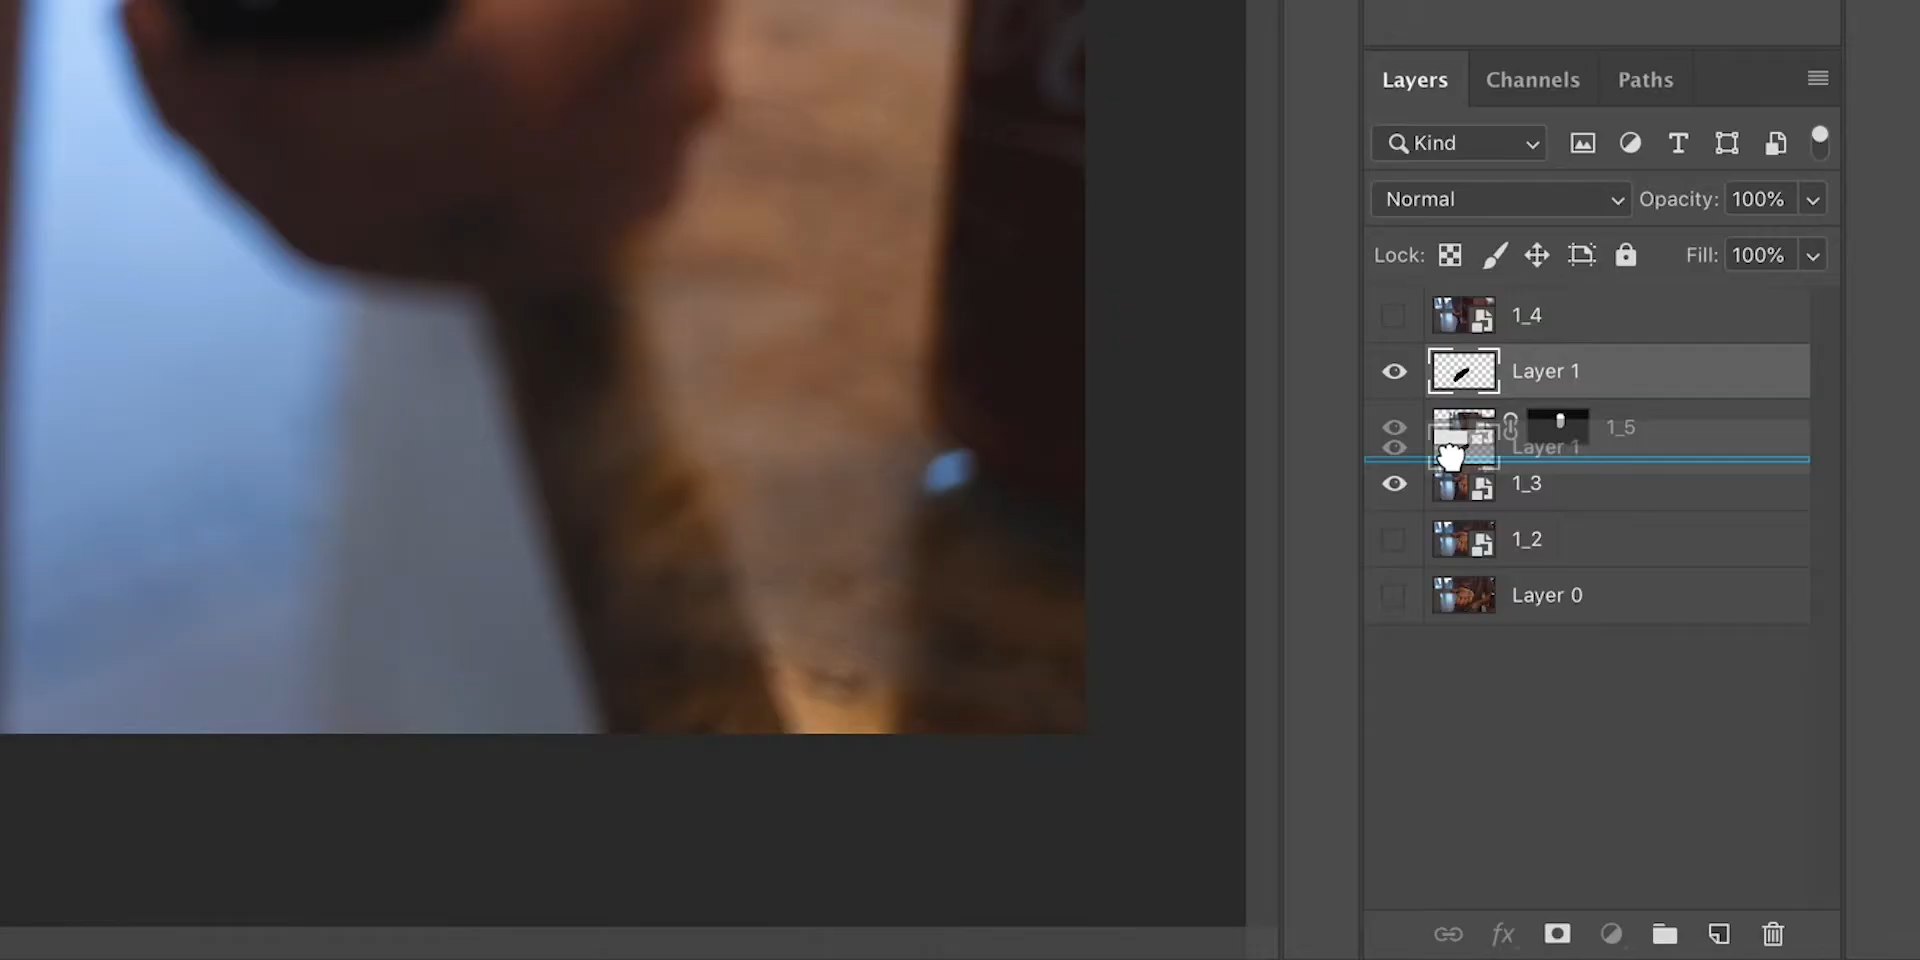 Layers Channels Paths
Kind
Normal Opacity: 100%
Lock: Fill: 100%
1_4
Layer 1
1_5
Layer 1
1_3
1_2
Layer 0
fx